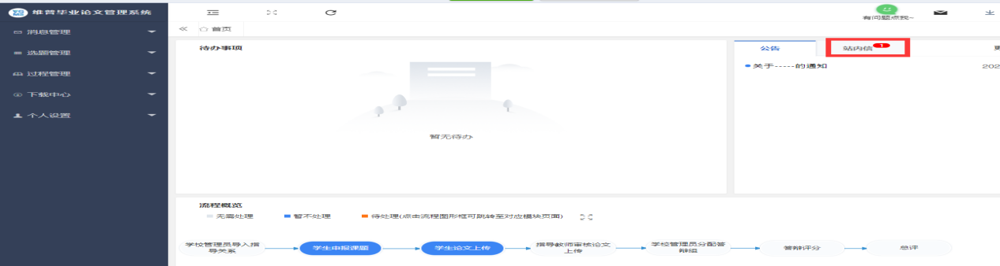 维普毕业论文管理系统
有问题点我~
消息管理
选题管理
过程管理
下载中心
个人设置
首页
待办事项
暂无待办
公告
站内信 1
关于-----的通知
202
流程概览
无需处理
暂不处理
待处理(点击流程图形框可跳转至对应模块页面)
学校管理员导入指
导关系
学生申报课题
学生论文上传
指导教师审核论文
上传
学校管理员分配答
辩组
答辩评分
总评